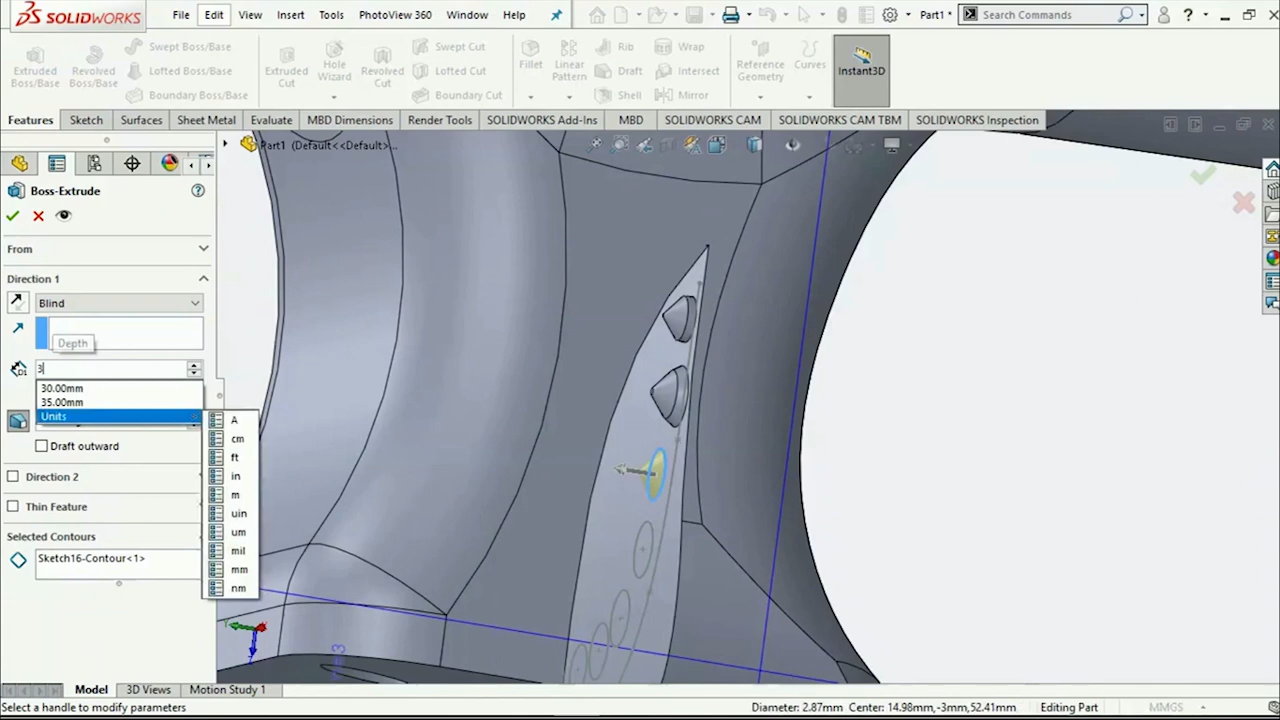 SOLIDWORKS File Edit View Insert Tools PhotoView 360 Window Help Part1 * Search Commands ?
Extruded Boss/Base
Revolved Boss/Base
Swept Boss/Base
Lofted Boss/Base
Boundary Boss/Base
Extruded Cut
Hole Wizard
Revolved Cut
Swept Cut
Lofted Cut
Boundary Cut
Fillet
Linear Pattern
Rib
Draft
Shell
Wrap
Intersect
Mirror
Reference Geometry
Curves
Instant3D
Features Sketch Surfaces Sheet Metal Evaluate MBD Dimensions Render Tools SOLIDWORKS Add-Ins MBD SOLIDWORKS CAM SOLIDWORKS CAM TBM SOLIDWORKS Inspection
Part1 (Default<<Default>...
Boss-Extrude
From
Direction 1
Blind
Depth
3
30.00mm
35.00mm
Units
A
cm
ft
in
m
uin
um
mil
mm
nm
Draft outward
Direction 2
Thin Feature
Selected Contours
Sketch16-Contour<1>
Model 3D Views Motion Study 1
Select a handle to modify parameters Diameter: 2.87mm Center: 14.98mm,-3mm,52.41mm Editing Part MMGS